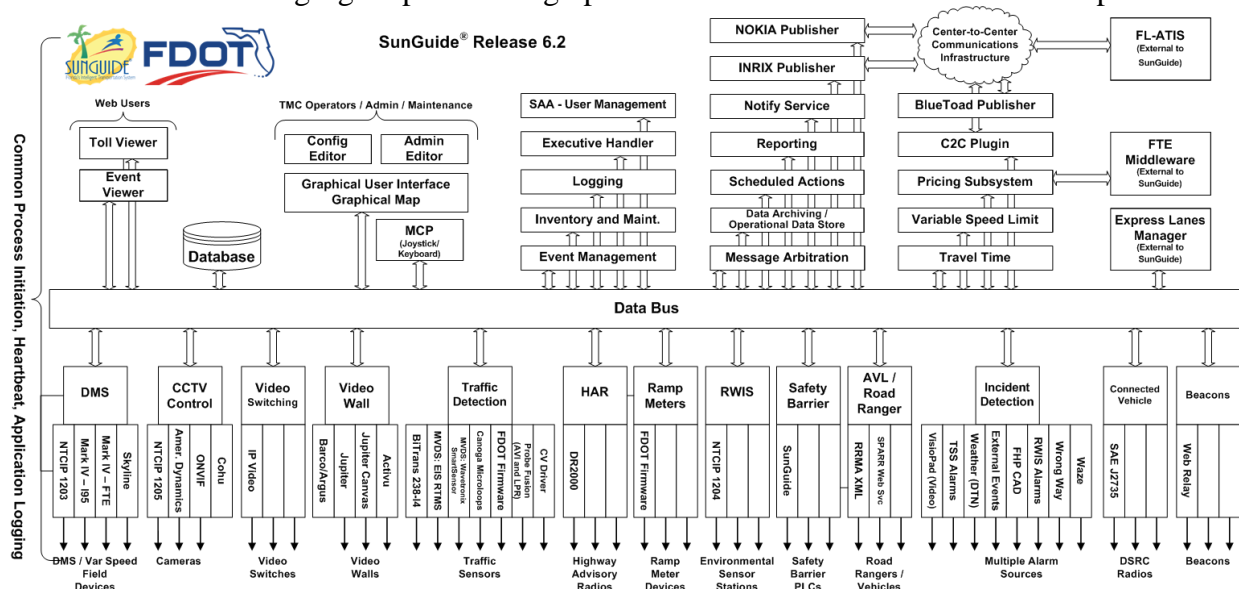 SunGuide® Release 6.2
SUNGUIDE
FDOT
Common Process Initiation, Heartbeat, Application Logging
Web Users
Toll Viewer
Event
Viewer
Database
TMC Operators / Admin / Maintenance
Config
Editor
Admin
Editor
Graphical User Interface
Graphical Map
MCP
(Joystick/
Keyboard)
SAA - User Management
Executive Handler
Logging
Inventory and Maint.
Event Management
NOKIA Publisher
INRIX Publisher
Notify Service
Reporting
Scheduled Actions
Data Archiving /
Operational Data Store
Message Arbitration
Center-to-Center
Communications
Infrastructure
BlueToad Publisher
C2C Plugin
Pricing Subsystem
Variable Speed Limit
Travel Time
FL-ATIS
(External to
SunGuide)
FTE
Middleware
(External to
SunGuide)
Express Lanes
Manager
(External to
SunGuide)
Data Bus
DMS
NTCIP 1203
Mark IV – I95
Mark IV – FTE
Skyline
DMS / Var Speed
Field
Devices
CCTV
Control
NTCIP 1205
Amer. Dynamics
ONVIF
Cohu
Cameras
Video
Switching
IP Video
Video
Switches
Video
Wall
Barco/Argus
Jupiter
Jupiter Canvas
Activu
Video
Walls
Traffic
Detection
BiTrans 238-I4
MVDS: EIS RTMS
MVDS: Wavetronix
SmartSensor
Canoga Microloops
FDOT Firmware
Probe Fusion
(AVI and LPR)
CV Driver
Traffic
Sensors
HAR
DR2000
Highway
Advisory
Radios
Ramp
Meters
FDOT Firmware
Ramp
Meter
Devices
RWIS
NTCIP 1204
Environmental
Sensor
Stations
Safety
Barrier
SunGuide
Safety
Barrier
PLCs
AVL /
Road
Ranger
RRMA XML
SPARR Web Svc
Road
Rangers /
Vehicles
Incident
Detection
VisioPad (Video)
TSS Alarms
Weather (DTN)
External Events
FHP CAD
RWIS Alarms
Wrong Way
Waze
Multiple Alarm
Sources
Connected
Vehicle
SAE J2735
DSRC
Radios
Beacons
Web Relay
Beacons